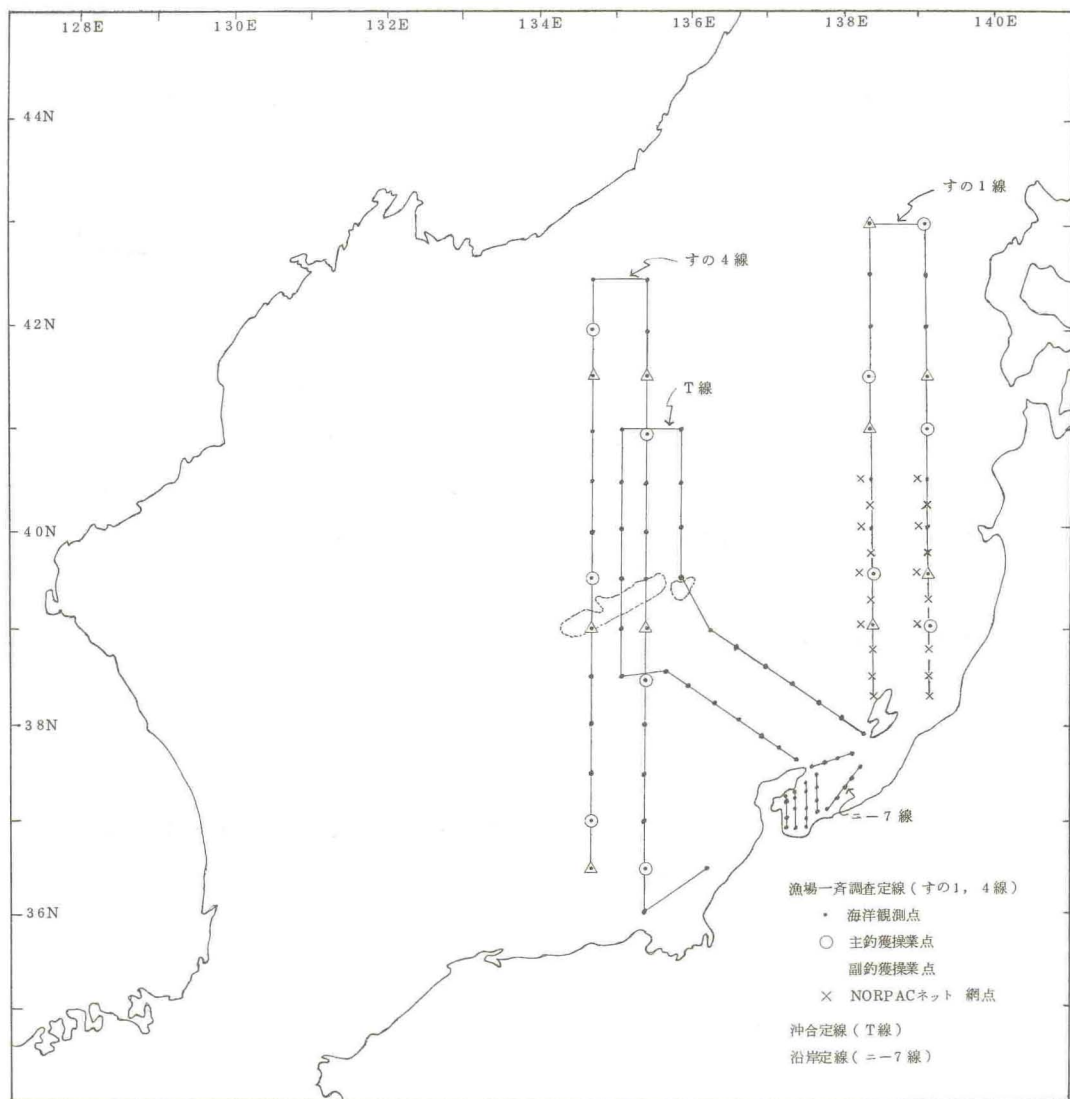 128E 130E 132E 134E 136E 138E 140E
44N
すの1線
すの4線
42N
T線
40N
38N
ニー7線
36N
漁場一斉調査定線(すの1,4線)
海洋観測点
主釣獲操業点
副釣獲操業点
× NORPACネット 網点
沖合定線(T線)
沿岸定線(ニー7線)